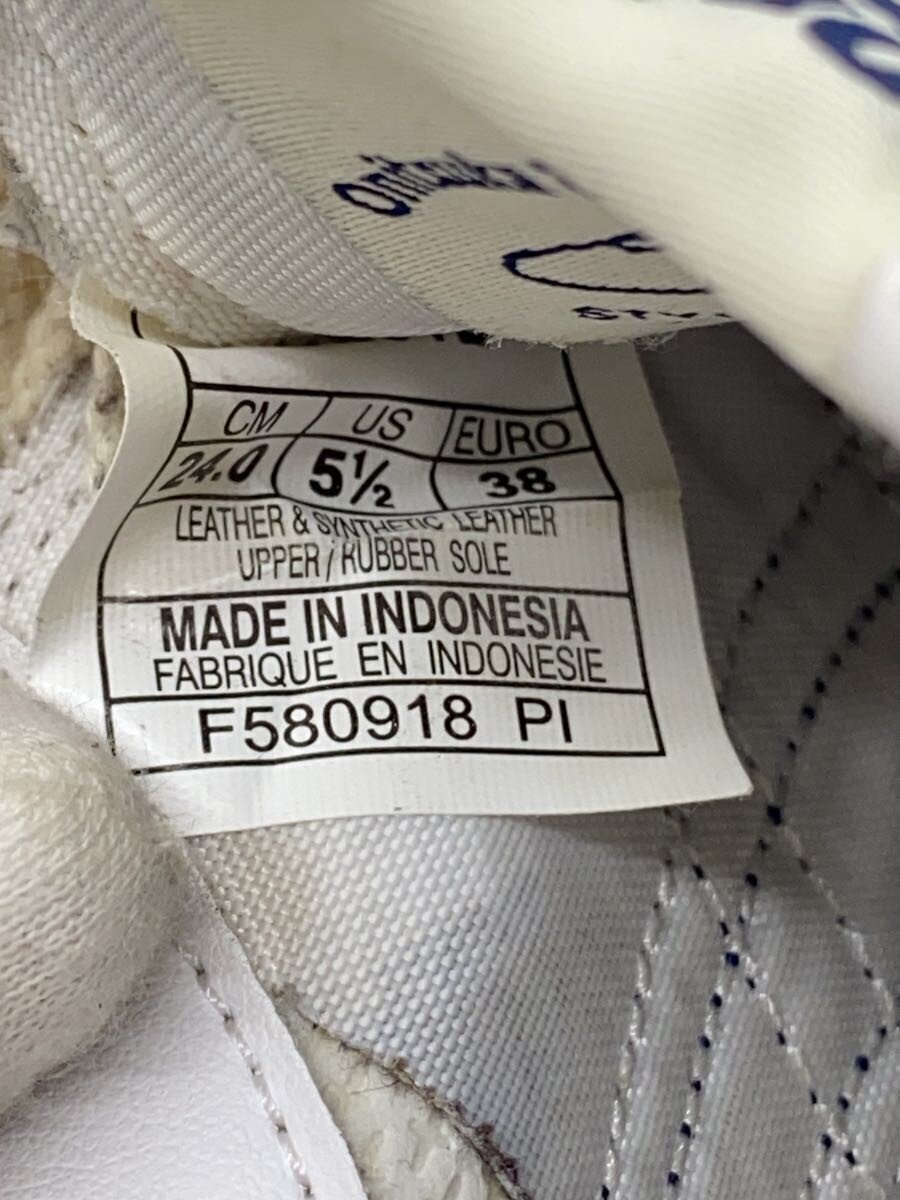 CM US EURO
24.0 5½ 38
LEATHER & SYNTHETIC LEATHER
UPPER / RUBBER SOLE
MADE IN INDONESIA
FABRIQUE EN INDONESIE
F580918 PI